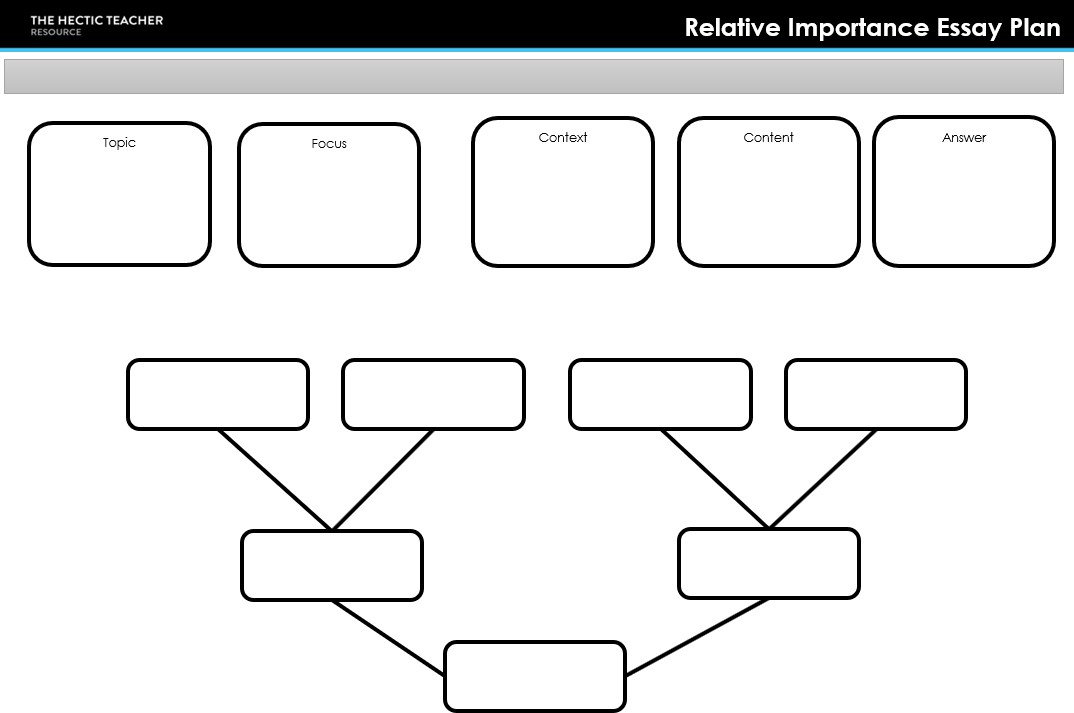 THE HECTIC TEACHER
RESOURCE
Relative Importance Essay Plan
Topic
Focus
Context
Content
Answer